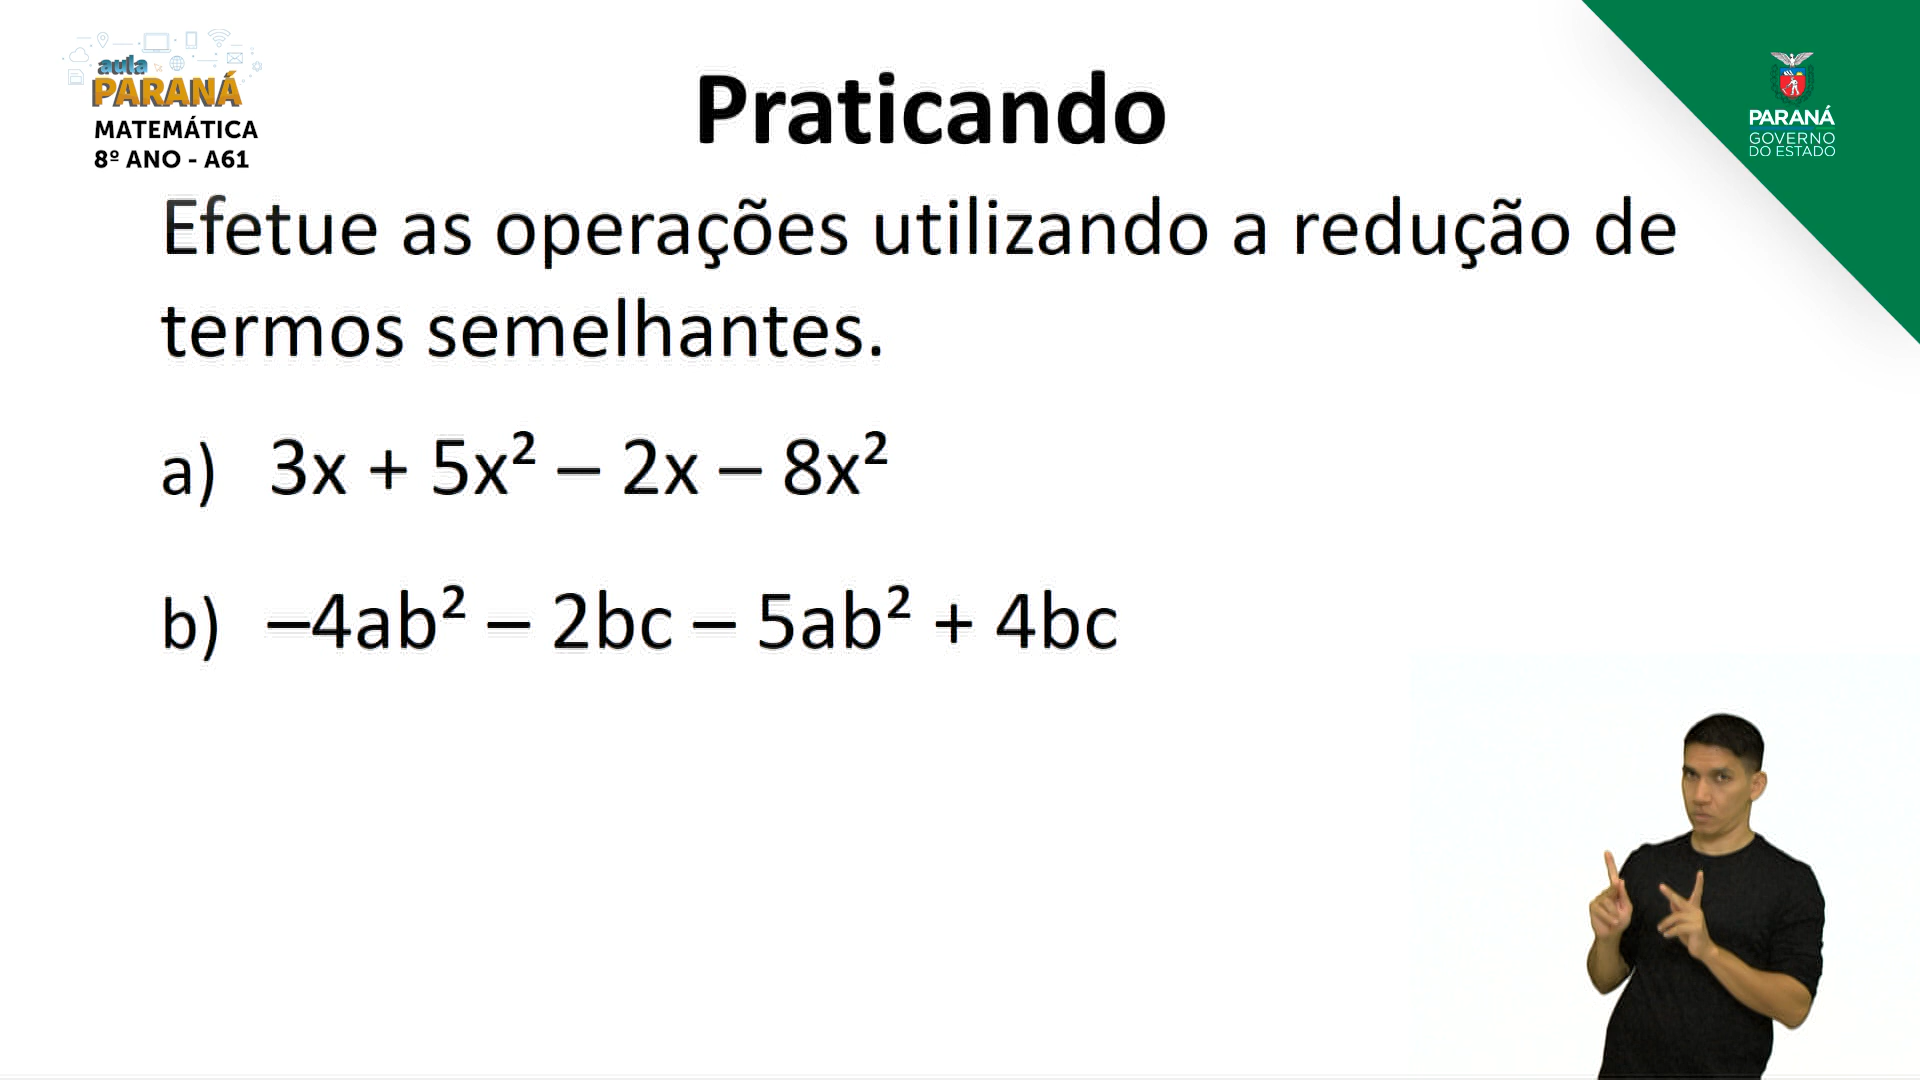 aula
PARANÁ
MATEMÁTICA
8º ANO - A61
Praticando
PARANÁ
GOVERNO
DO ESTADO
Efetue as operações utilizando a redução de
termos semelhantes.
a) 3x + 5x² – 2x – 8x²
b) –4ab² – 2bc – 5ab² + 4bc